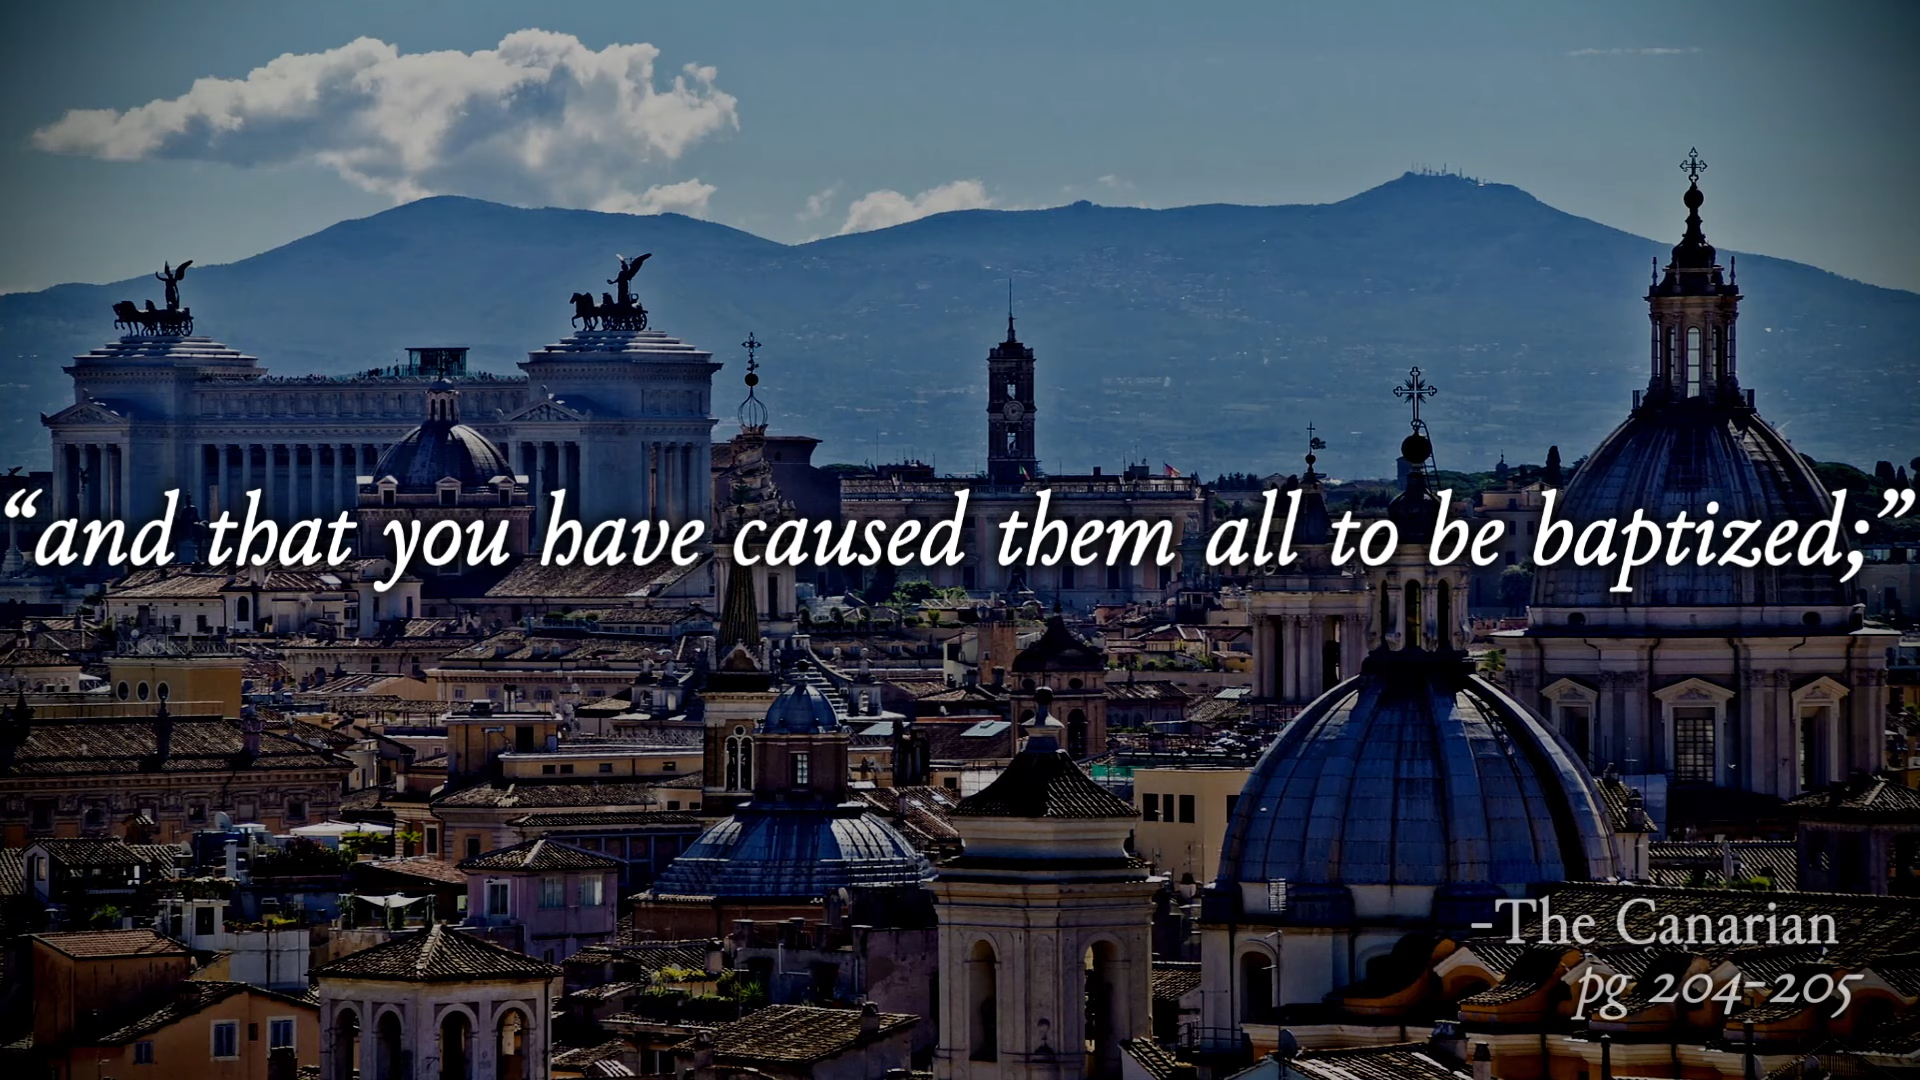 “and that you have caused them all to be baptized;”
-The Canarian
pg 204-205